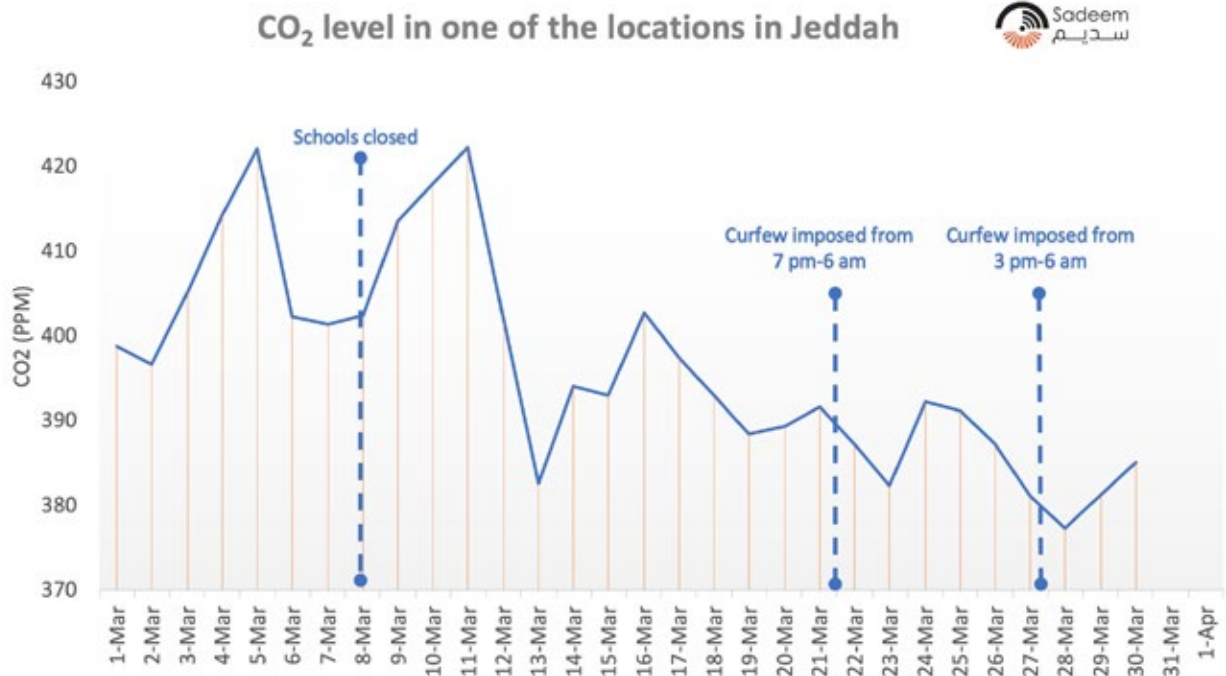 CO₂ level in one of the locations in Jeddah
Sadeem
سديم
430
420
410
400
390
380
370
CO2 (PPM)
Schools closed
Curfew imposed from
7 pm-6 am
Curfew imposed from
3 pm-6 am
1-Mar
2-Mar
3-Mar
4-Mar
5-Mar
6-Mar
7-Mar
8-Mar
9-Mar
10-Mar
11-Mar
12-Mar
13-Mar
14-Mar
15-Mar
16-Mar
17-Mar
18-Mar
19-Mar
20-Mar
21-Mar
22-Mar
23-Mar
24-Mar
25-Mar
26-Mar
27-Mar
28-Mar
29-Mar
30-Mar
31-Mar
1-Apr